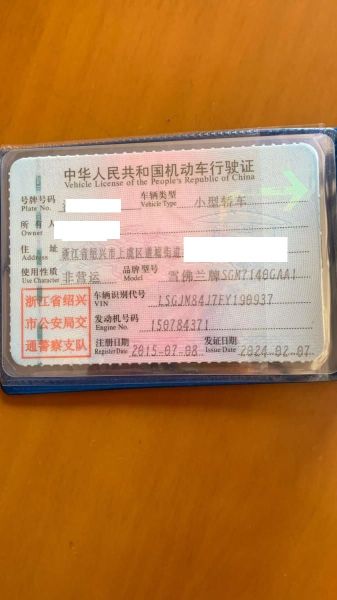 中华人民共和国机动车行驶证
Vehicle License of the People's Republic of China
号牌号码 车辆类型 小型轿车
Plate No. Vehicle Type
所有人
Owner
住址 浙江省绍兴市上虞区道墟街道
Address
使用性质 非营运 品牌型号 雪佛兰牌SGM7140GAA1
Use Character Model
浙江省绍兴
市公安局交
通警察支队
车辆识别代号 LSGJM84J7FY190937
VIN
发动机号码 150784371
Engine No.
注册日期 2015-07-08 发证日期 2024-02-07
Register Date Issue Date